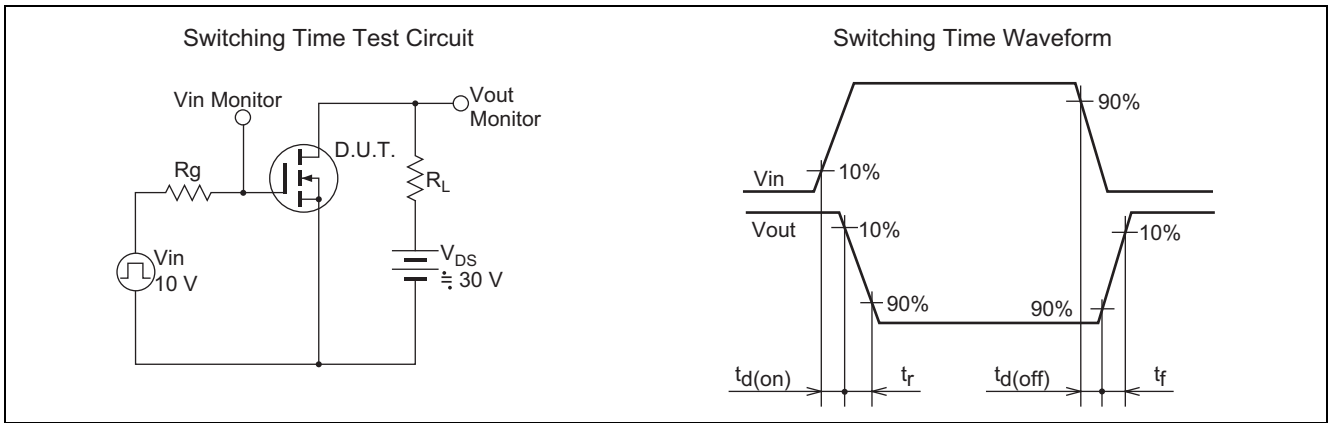 Switching Time Test Circuit
Vin Monitor
Vout
Monitor
D.U.T.
Rg
RL
Vin
10 V
VDS
≒ 30 V
Switching Time Waveform
90%
10%
Vin
Vout
10%
10%
90%
90%
td(on)
tr
td(off)
tf